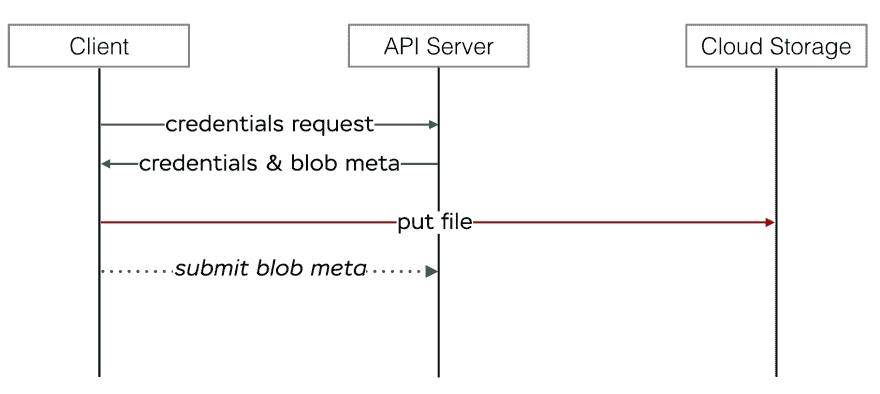 Client
API Server
Cloud Storage
credentials request
credentials & blob meta
put file
submit blob meta